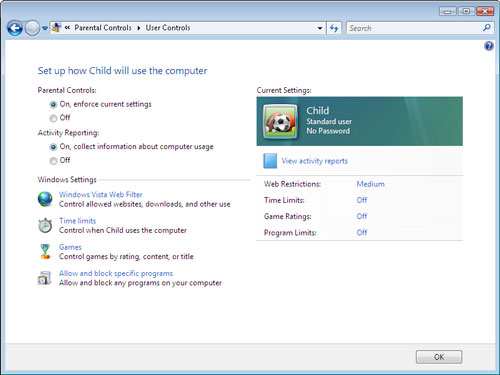 « Parental Controls ▸ User Controls
Search
Set up how Child will use the computer
Parental Controls:
On, enforce current settings
Off
Activity Reporting:
On, collect information about computer usage
Off
Windows Settings
Windows Vista Web Filter
Control allowed websites, downloads, and other use
Time limits
Control when Child uses the computer
Games
Control games by rating, content, or title
Allow and block specific programs
Allow and block any programs on your computer
Current Settings:
Child
Standard user
No Password
View activity reports
Web Restrictions: Medium
Time Limits: Off
Game Ratings: Off
Program Limits: Off
OK